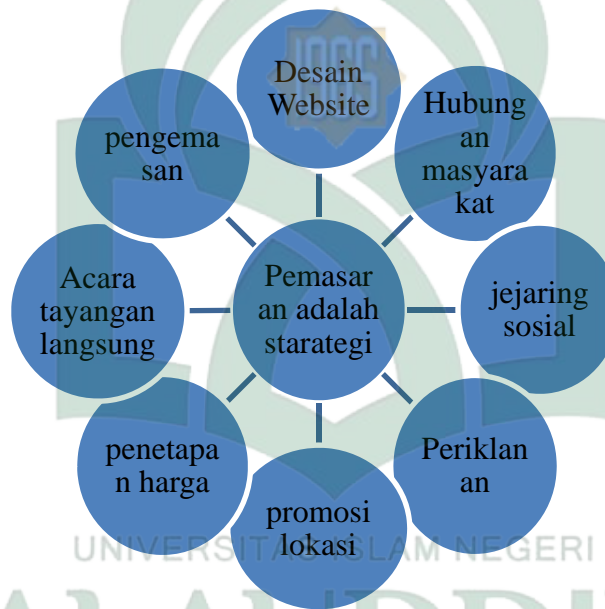 Desain
Website
Hubung
an
masyara
kat
jejaring
sosial
Periklan
an
promosi
lokasi
penetapa
n harga
Acara
tayangan
langsung
pengema
san
Pemasar
an adalah
starategi
UNIVERSITAS ISLAM NEGERI